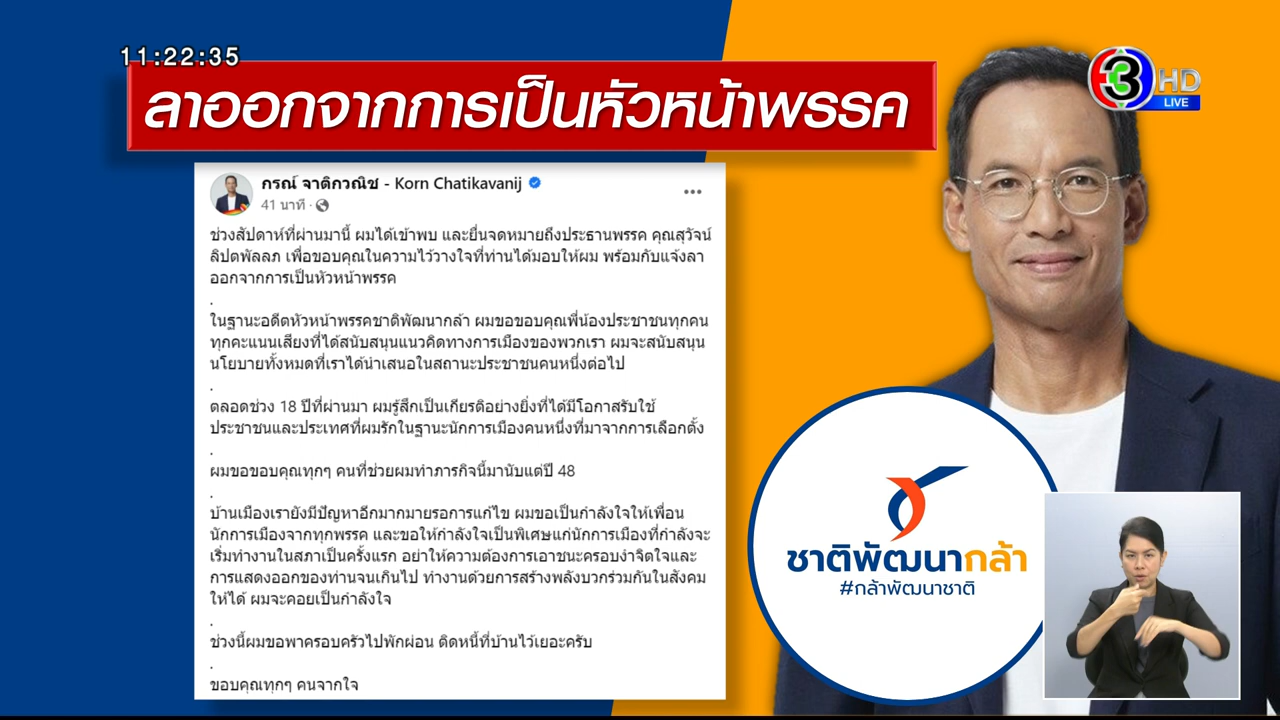 11:22:35
ลาออกจากการเป็นหัวหน้าพรรค
3 HD
LIVE
กรณ์ จาติกวณิช - Korn Chatikavanij
41 นาที ·
ช่วงสัปดาห์ที่ผ่านมานี้ ผมได้เข้าพบ และยื่นจดหมายถึงประธานพรรค คุณสุวัจน์
ลิปตพัลลภ เพื่อขอบคุณในความไว้วางใจที่ท่านได้มอบให้ผม พร้อมกับแจ้งลา
ออกจากการเป็นหัวหน้าพรรค
.
ในฐานะอดีตหัวหน้าพรรคชาติพัฒนากล้า ผมขอขอบคุณพี่น้องประชาชนทุกคน
ทุกคะแนนเสียงที่ได้สนับสนุนแนวคิดทางการเมืองของพวกเรา ผมจะสนับสนุน
นโยบายทั้งหมดที่เราได้นำเสนอในสถานะประชาชนคนหนึ่งต่อไป
.
ตลอดช่วง 18 ปีที่ผ่านมา ผมรู้สึกเป็นเกียรติอย่างยิ่งที่ได้มีโอกาสรับใช้
ประชาชนและประเทศที่ผมรักในฐานะนักการเมืองคนหนึ่งที่มาจากการเลือกตั้ง
.
ผมขอขอบคุณทุกๆ คนที่ช่วยผมทำภารกิจนี้มานับแต่ปี 48
.
บ้านเมืองเรายังมีปัญหาอีกมากมายรอการแก้ไข ผมขอเป็นกำลังใจให้เพื่อน
นักการเมืองจากทุกพรรค และขอให้กำลังใจเป็นพิเศษแก่นักการเมืองที่กำลังจะ
เริ่มทำงานในสภาเป็นครั้งแรก อย่าให้ความต้องการเอาชนะครอบงำจิตใจและ
การแสดงออกของท่านจนเกินไป ทำงานด้วยการสร้างพลังบวกร่วมกันในสังคม
ให้ได้ ผมจะคอยเป็นกำลังใจ
.
ช่วงนี้ผมขอพาครอบครัวไปพักผ่อน ติดหนี้ที่บ้านไว้เยอะครับ
.
ขอบคุณทุกๆ คนจากใจ
ชาติพัฒนากล้า
#กล้าพัฒนาชาติ